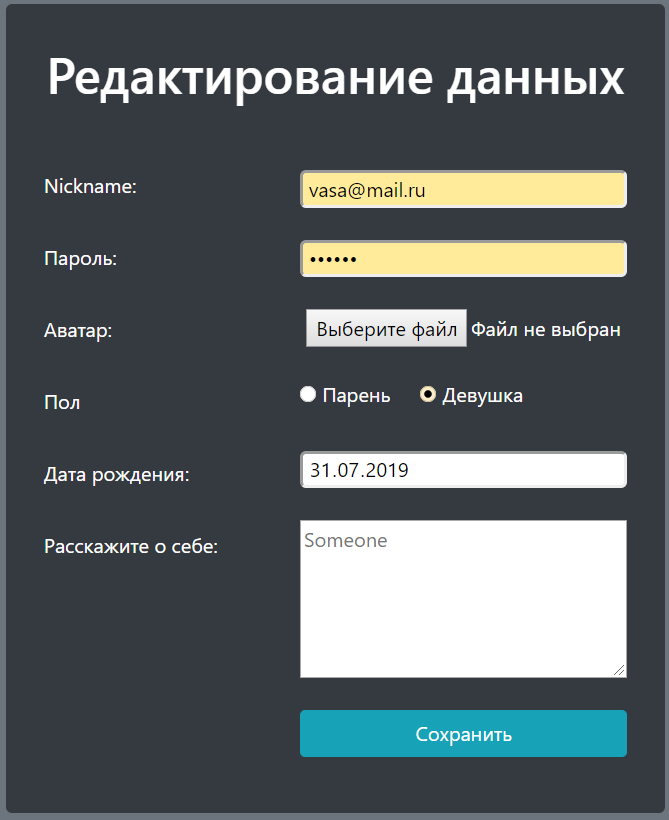 Редактирование данных
Nickname: vasa@mail.ru
Пароль: ••••••
Аватар: Выберите файл Файл не выбран
Пол Парень Девушка
Дата рождения: 31.07.2019
Расскажите о себе: Someone
Сохранить